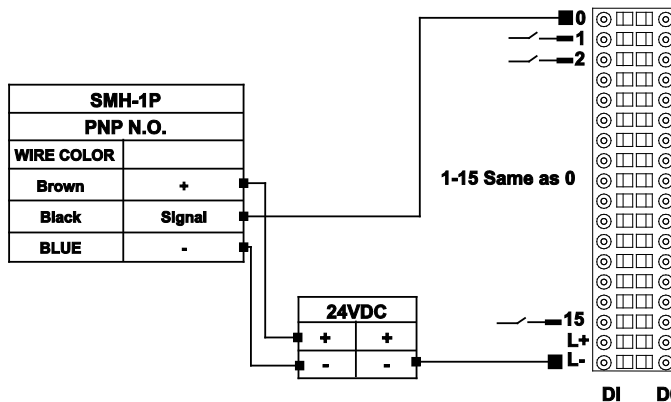 0
1
2
SMH-1P
PNP N.O.
WIRE COLOR
Brown +
Black Signal
BLUE -
1-15 Same as 0
24VDC
+ +
- -
15
L+
L-
DI